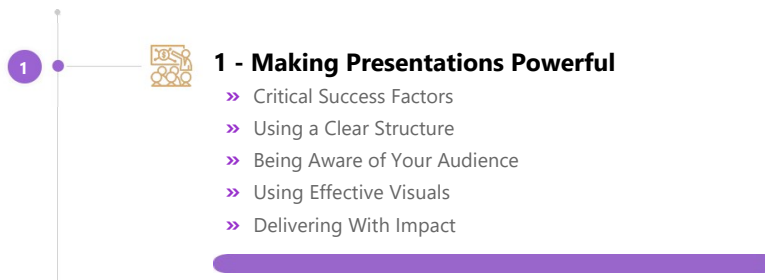 1
1 - Making Presentations Powerful
» Critical Success Factors
» Using a Clear Structure
» Being Aware of Your Audience
» Using Effective Visuals
» Delivering With Impact